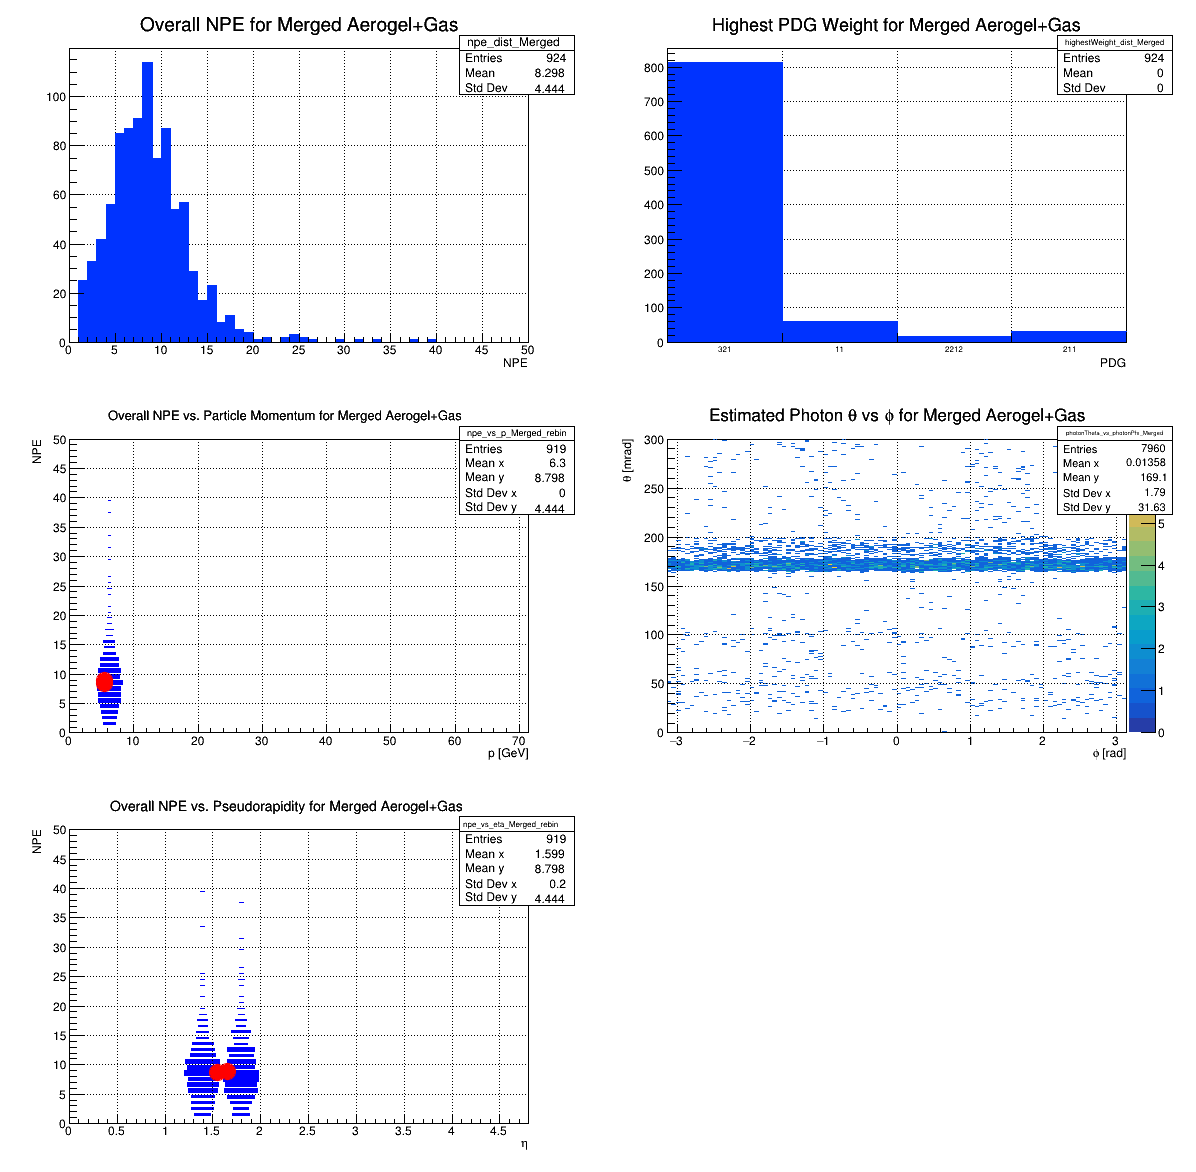 Overall NPE for Merged Aerogel+Gas
npe_dist_Merged
Entries 924
Mean 8.298
Std Dev 4.444
100
80
60
40
20
0
0 5 10 15 20 25 30 35 40 45 50
NPE
Highest PDG Weight for Merged Aerogel+Gas
highestWeight_dist_Merged
Entries 924
Mean 0
Std Dev 0
800
700
600
500
400
300
200
100
0
321 11 2212 211
PDG
Overall NPE vs. Particle Momentum for Merged Aerogel+Gas
npe_vs_p_Merged_rebin
Entries 919
Mean x 6.3
Mean y 8.798
Std Dev x 0
Std Dev y 4.444
NPE
50
45
40
35
30
25
20
15
10
5
0
0 10 20 30 40 50 60 70
p [GeV]
Estimated Photon θ vs ϕ for Merged Aerogel+Gas
photonTheta_vs_photonPhi_Merged
Entries 7960
Mean x 0.01358
Mean y 169.1
Std Dev x 1.79
Std Dev y 31.63
θ [mrad]
300
250
200
150
100
50
0
−3 −2 −1 0 1 2 3
ϕ [rad]
5
4
3
2
1
0
Overall NPE vs. Pseudorapidity for Merged Aerogel+Gas
npe_vs_eta_Merged_rebin
Entries 919
Mean x 1.599
Mean y 8.798
Std Dev x 0.2
Std Dev y 4.444
NPE
50
45
40
35
30
25
20
15
10
5
0
0 0.5 1 1.5 2 2.5 3 3.5 4 4.5
η